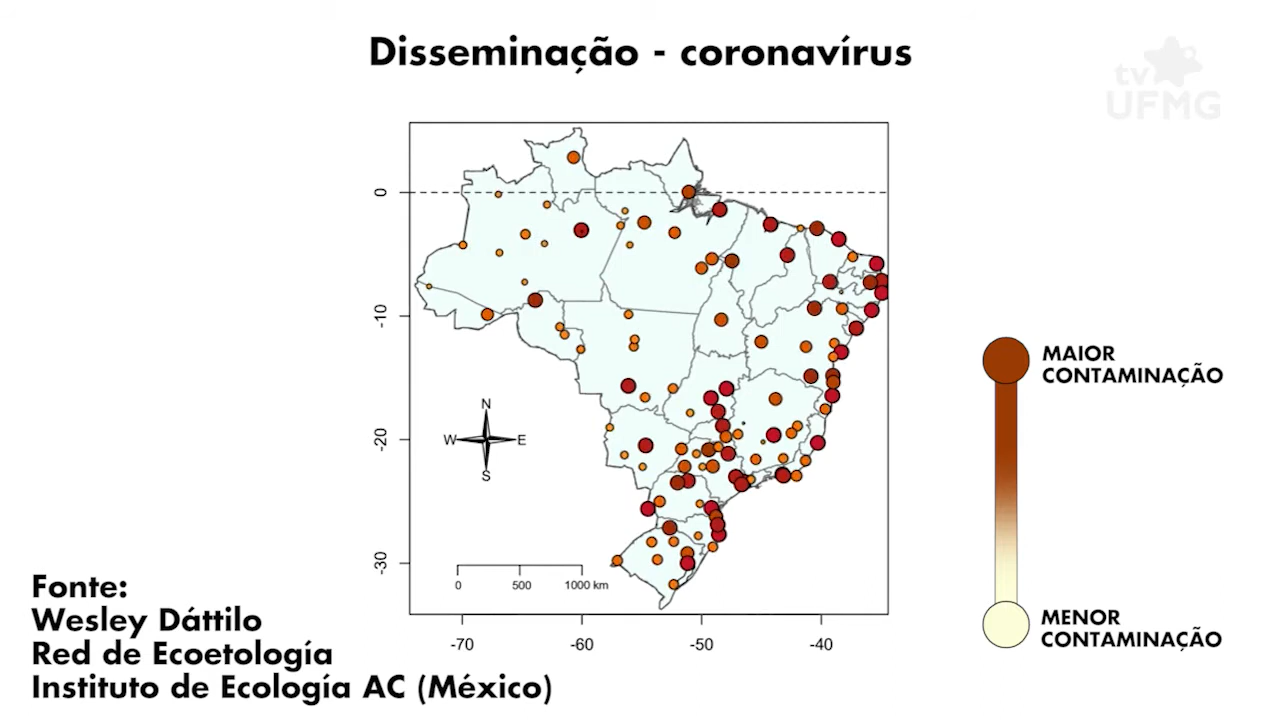 Disseminação - coronavírus
tv
UFMG
0
-10
-20
-30
N
W
E
S
0
500
1000 km
-70
-60
-50
-40
MAIOR
CONTAMINAÇÃO
MENOR
CONTAMINAÇÃO
Fonte:
Wesley Dáttilo
Red de Ecoetología
Instituto de Ecología AC (México)